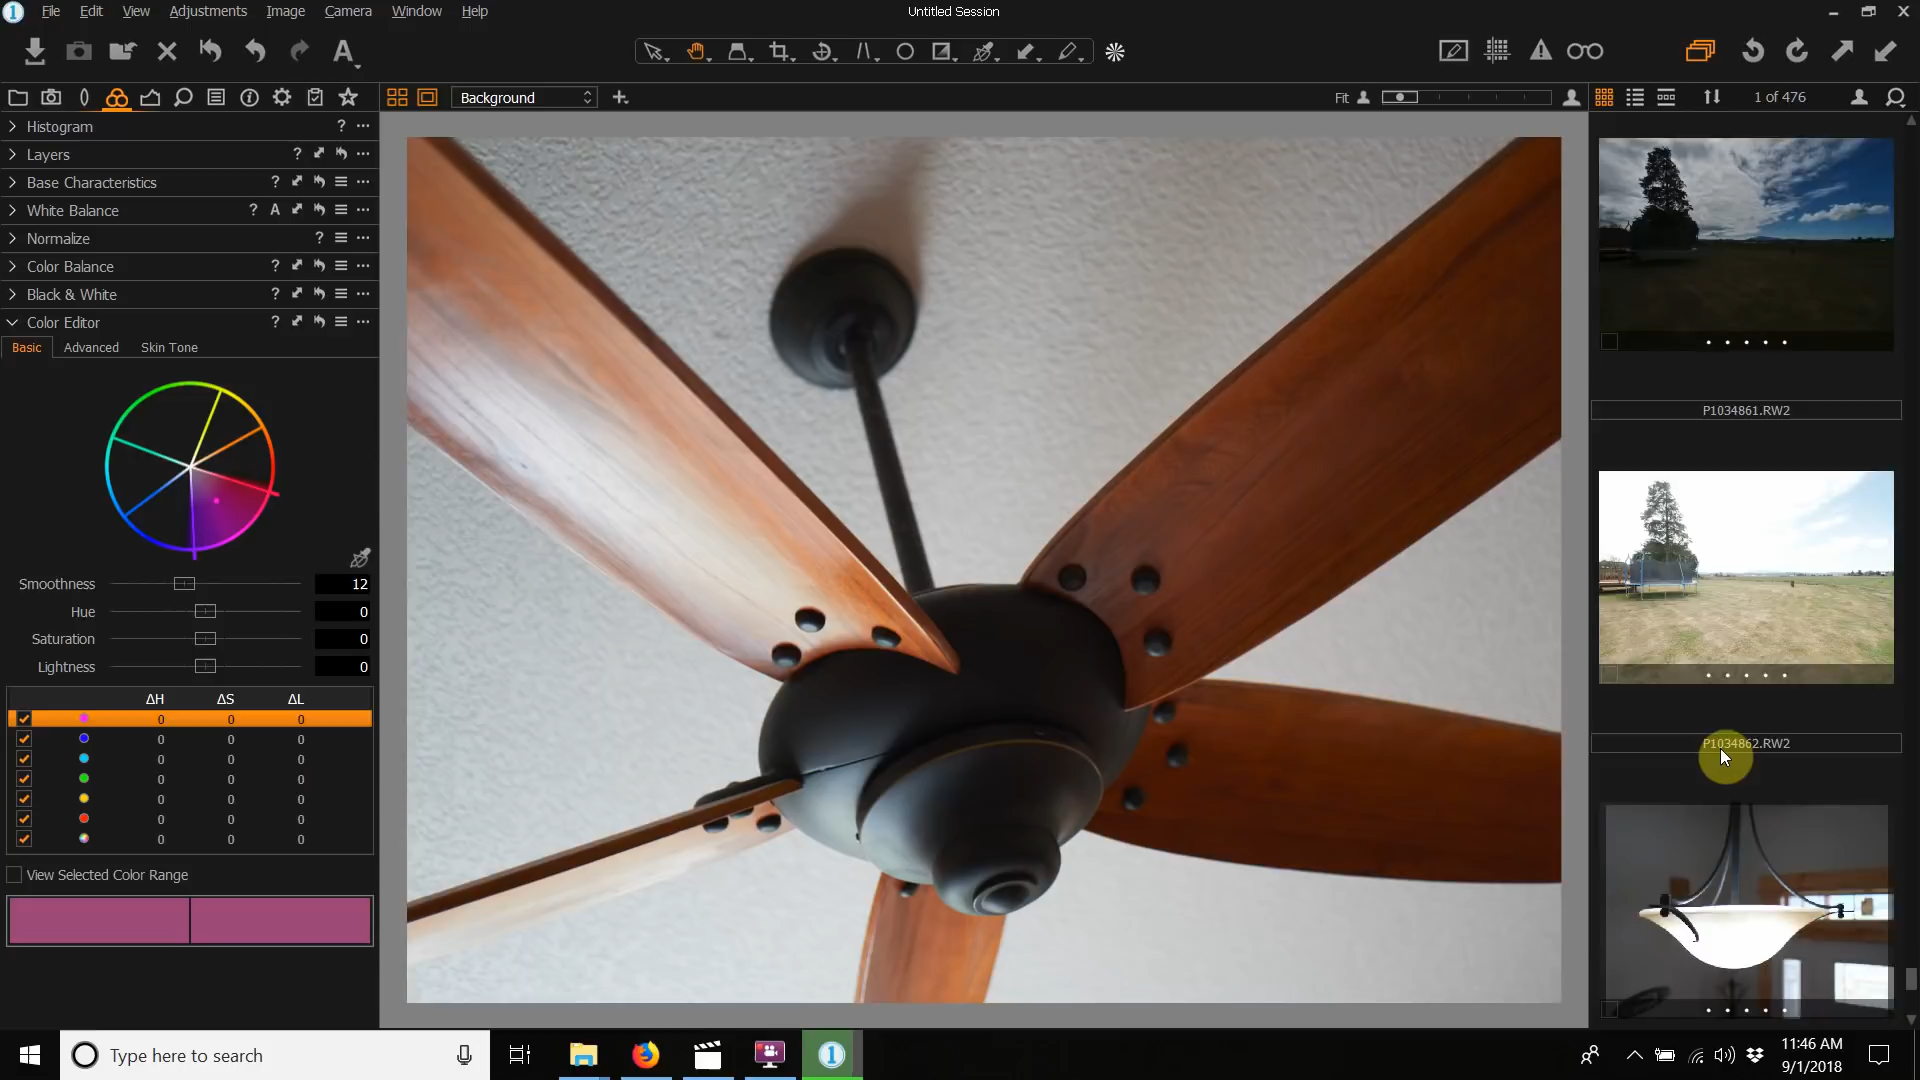 File Edit View Adjustments Image Camera Window Help
Untitled Session
A
Background
Fit
1 of 476
Histogram
Layers
Base Characteristics
White Balance
A
Normalize
Color Balance
Black & White
Color Editor
Basic Advanced Skin Tone
Smoothness 12
Hue 0
Saturation 0
Lightness 0
ΔH ΔS ΔL
0 0 0
0 0 0
0 0 0
0 0 0
0 0 0
0 0 0
0 0 0
View Selected Color Range
P1034861.RW2
P1034862.RW2
Type here to search
11:46 AM
9/1/2018